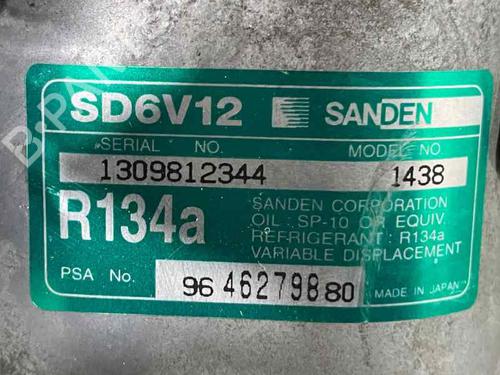 SD6V12 SANDEN
SERIAL NO. MODEL NO
1309812344 1438
R134a
SANDEN CORPORATION
OIL : SP-10 OR EQUIV.
REFRIGERANT : R134a
VARIABLE DISPLACEMENT
PSA No. 96 462798 80 MADE IN JAPAN